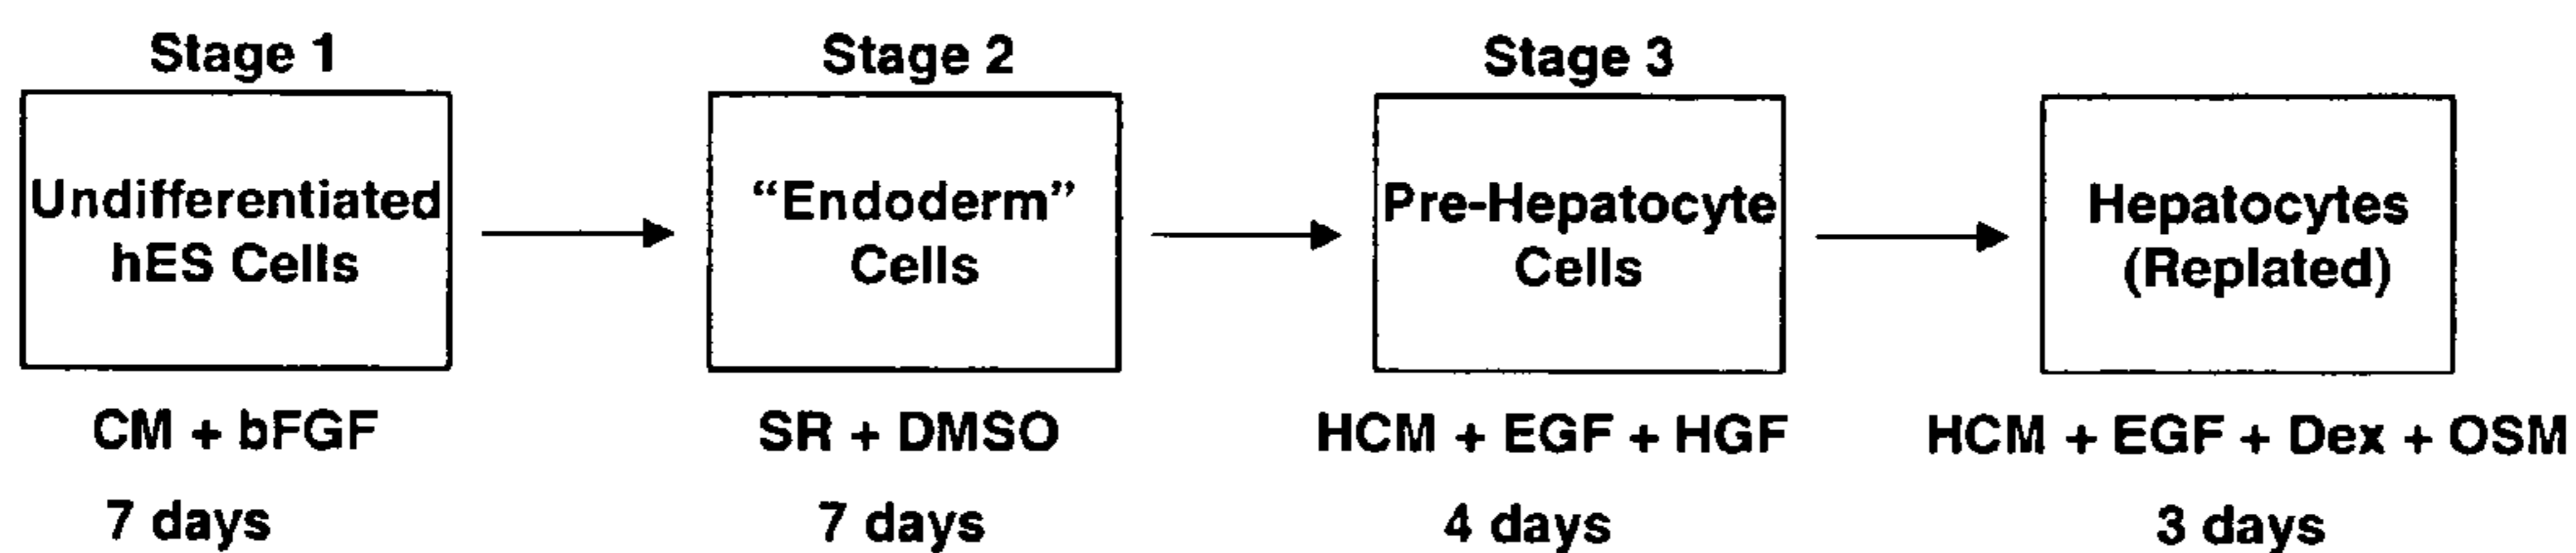 Stage 1
Undifferentiated
hES Cells
CM + bFGF
7 days
Stage 2
“Endoderm”
Cells
SR + DMSO
7 days
Stage 3
Pre-Hepatocyte
Cells
HCM + EGF + HGF
4 days
Hepatocytes
(Replated)
HCM + EGF + Dex + OSM
3 days